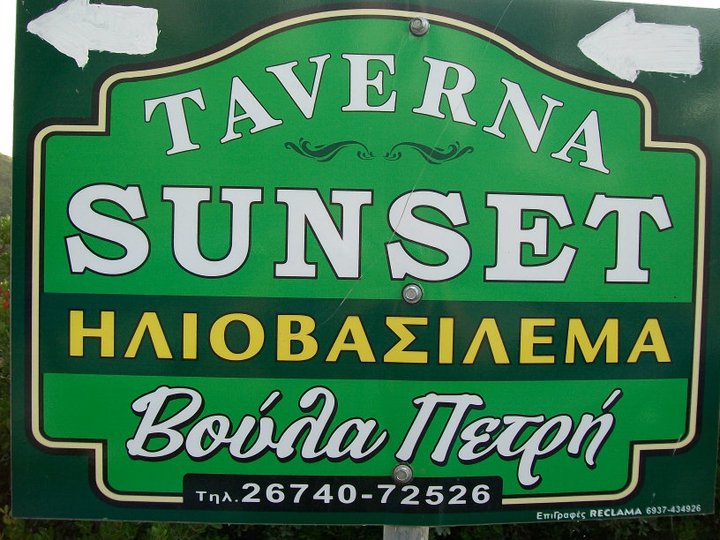 TAVERNA
SUNSET
ΗΛΙΟΒΑΣΙΛΕΜΑ
Βούλα Πετρή
Τηλ.26740-72526
Επιγραφές RECLAMA 6937-434926